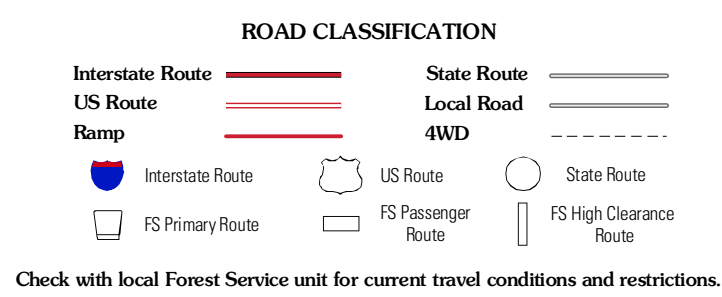 ROAD CLASSIFICATION
Interstate Route
State Route
US Route
Local Road
Ramp
4WD
Interstate Route
US Route
State Route
FS Primary Route
FS Passenger
Route
FS High Clearance
Route
Check with local Forest Service unit for current travel conditions and restrictions.